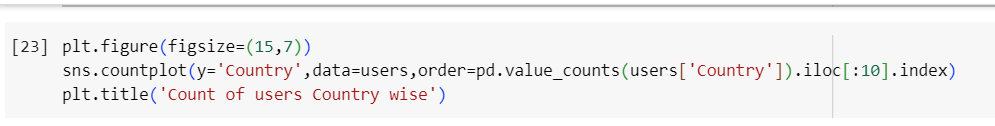 [23] plt.figure(figsize=(15,7))
sns.countplot(y='Country',data=users,order=pd.value_counts(users['Country']).iloc[:10].index)
plt.title('Count of users Country wise')